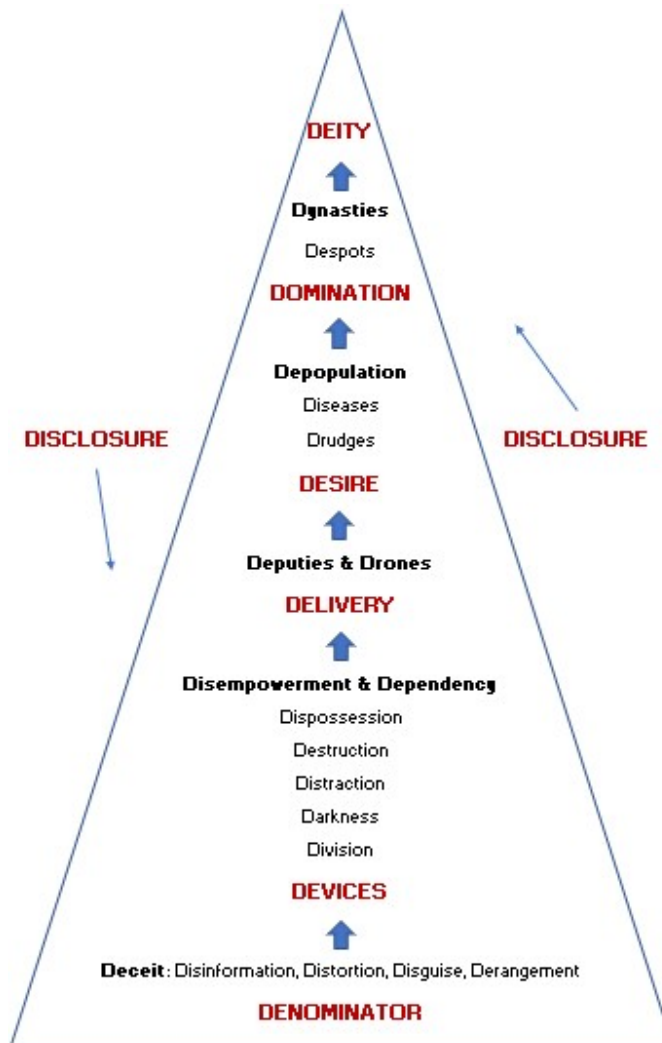 DEITY
Dynasties
Despots
DOMINATION
Depopulation
Diseases
Drudges
DISCLOSURE
DISCLOSURE
DESIRE
Deputies & Drones
DELIVERY
Disempowerment & Dependency
Dispossession
Destruction
Distraction
Darkness
Division
DEVICES
Deceit: Disinformation, Distortion, Disguise, Derangement
DENOMINATOR